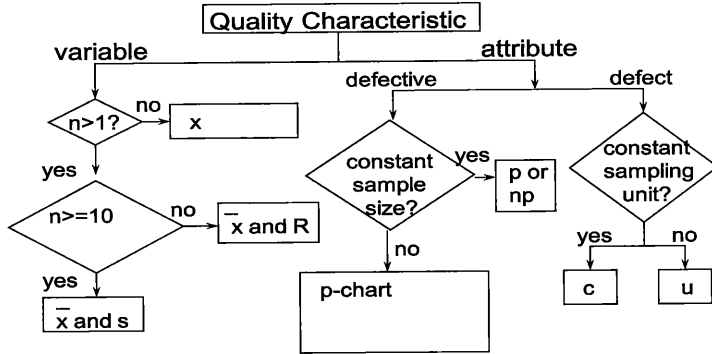 Quality Characteristic
variable
attribute
defective
defect
n>1?
no
x
yes
n>=10
no
x̅ and R
yes
x̅ and s
constant
sample
size?
yes
p or
np
no
p-chart
constant
sampling
unit?
yes
no
c
u